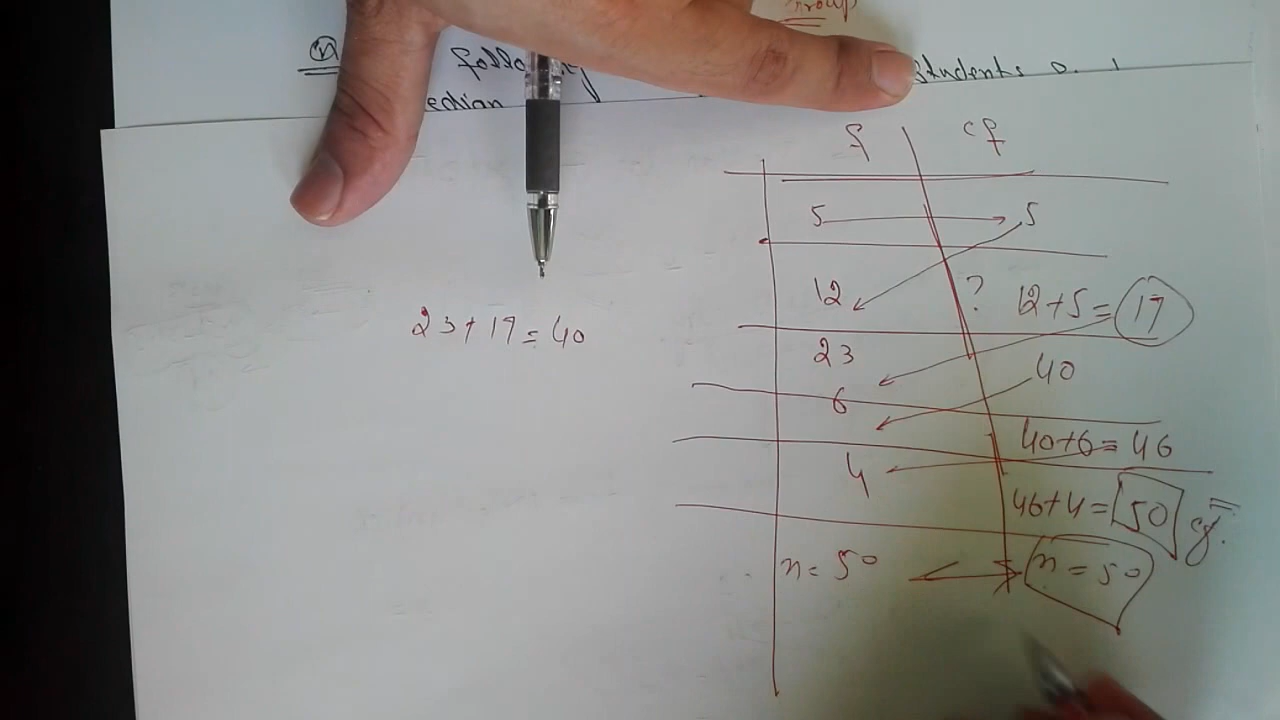 Group
(n) following Students
edian
f cf
5 5
12 ? 12+5=17
23+17=40
23 40
6 40+6=46
4 46+4=50 cf.
n=50 n=50